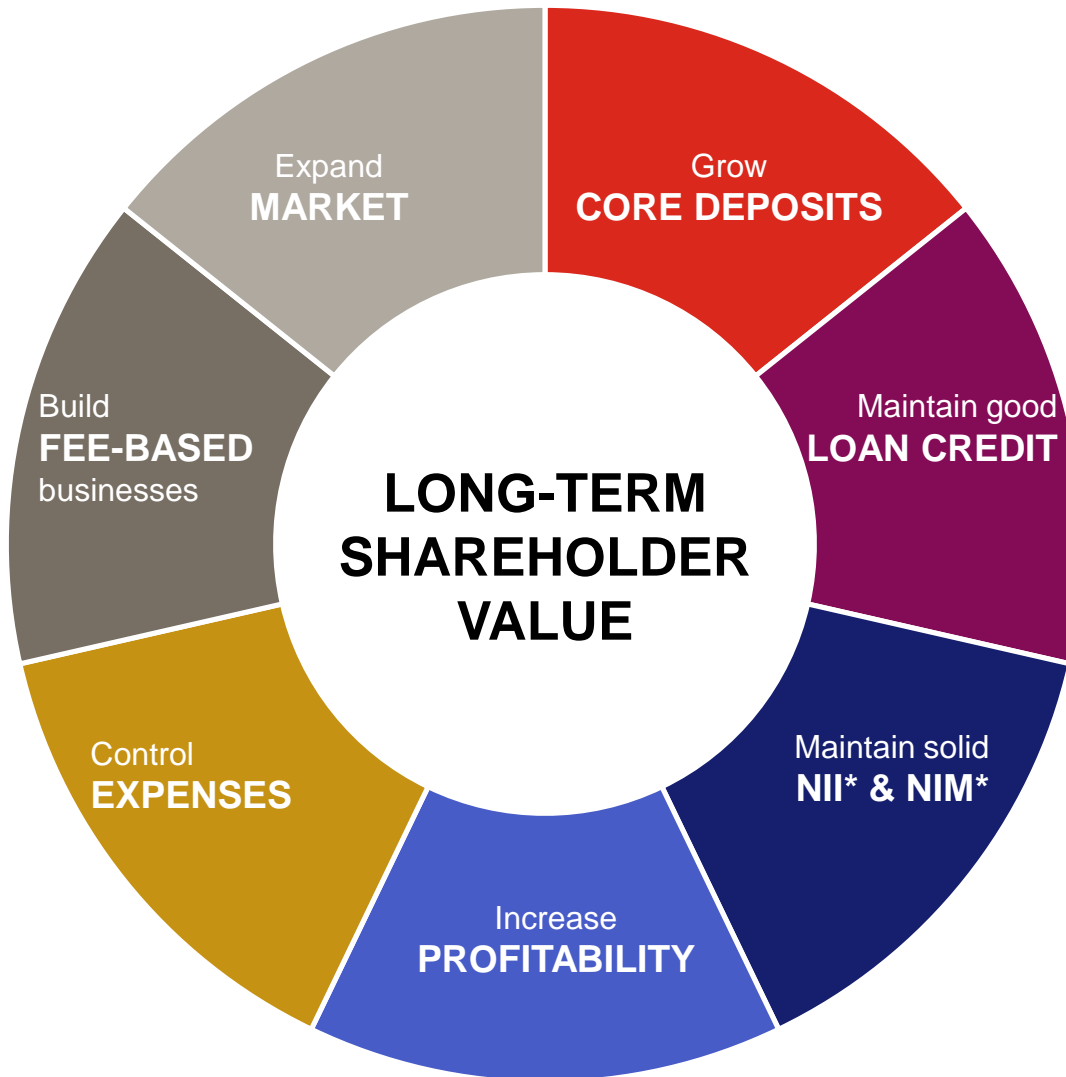 Expand
MARKET
Grow
CORE DEPOSITS
Maintain good
LOAN CREDIT
Build
FEE-BASED
businesses
LONG-TERM
SHAREHOLDER
VALUE
Maintain solid
NII* & NIM*
Control
EXPENSES
Increase
PROFITABILITY